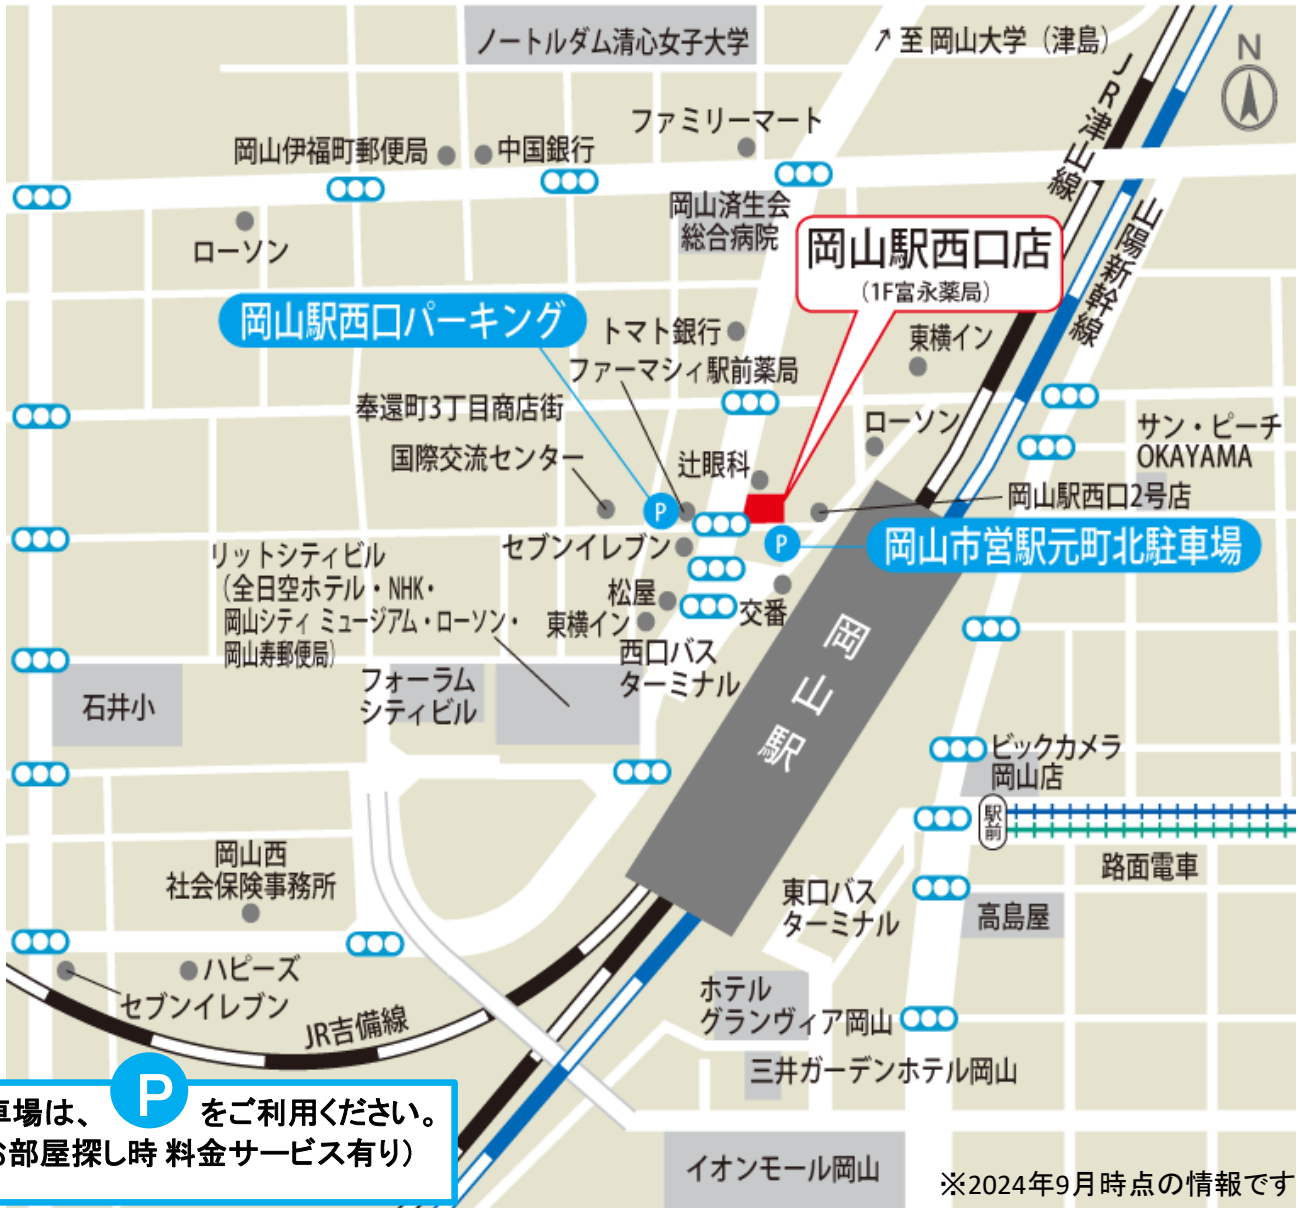 ノートルダム清心女子大学
↗ 至 岡山大学（津島）
N
JR津山線
ファミリーマート
岡山伊福町郵便局
中国銀行
岡山済生会
総合病院
山陽新幹線
ローソン
岡山駅西口店
（1F富永薬局）
岡山駅西口パーキング
トマト銀行
東横イン
ファーマシィ駅前薬局
奉還町3丁目商店街
ローソン
サン・ピーチ
OKAYAMA
国際交流センター
辻眼科
岡山駅西口2号店
P
P
岡山市営駅元町北駐車場
セブンイレブン
リットシティビル
（全日空ホテル・NHK・
岡山シティ ミュージアム・ローソン・
岡山寿郵便局）
松屋
東横イン
交番
西口バス
ターミナル
岡山駅
石井小
フォーラム
シティビル
ビックカメラ
岡山店
駅前
路面電車
岡山西
社会保険事務所
東口バス
ターミナル
高島屋
ハピーズ
セブンイレブン
JR吉備線
ホテル
グランヴィア岡山
三井ガーデンホテル岡山
車場は、 P をご利用ください。
お部屋探し時 料金サービス有り）
イオンモール岡山
※2024年9月時点の情報です